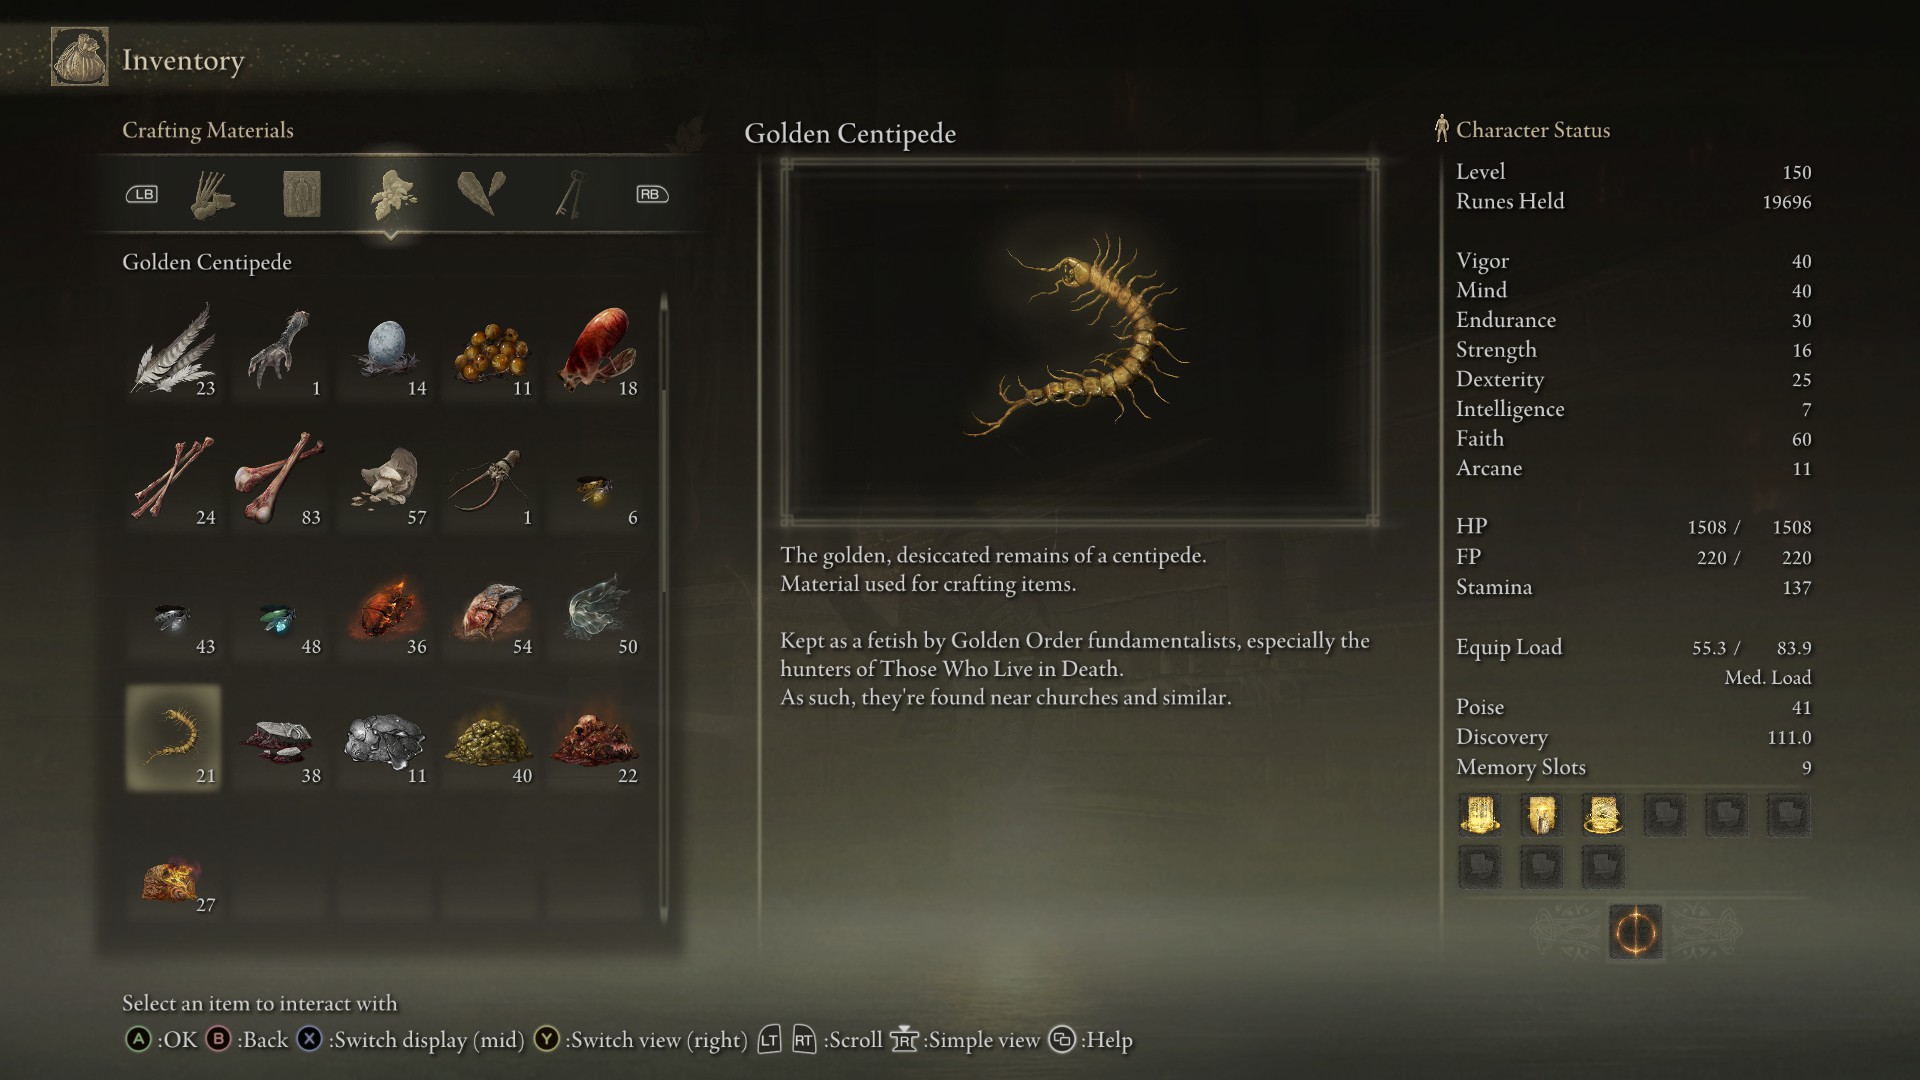 Inventory
Crafting Materials
LB
RB
Golden Centipede
23
1
14
11
18
24
83
57
1
6
43
48
36
54
50
21
38
11
40
22
27
Golden Centipede
The golden, desiccated remains of a centipede.
Material used for crafting items.
Kept as a fetish by Golden Order fundamentalists, especially the
hunters of Those Who Live in Death.
As such, they're found near churches and similar.
Character Status
Level 150
Runes Held 19696
Vigor 40
Mind 40
Endurance 30
Strength 16
Dexterity 25
Intelligence 7
Faith 60
Arcane 11
HP 1508 / 1508
FP 220 / 220
Stamina 137
Equip Load 55.3 / 83.9
Med. Load
Poise 41
Discovery 111.0
Memory Slots 9
Select an item to interact with
A :OK B :Back X :Switch display (mid) Y :Switch view (right) LT RT :Scroll R :Simple view :Help